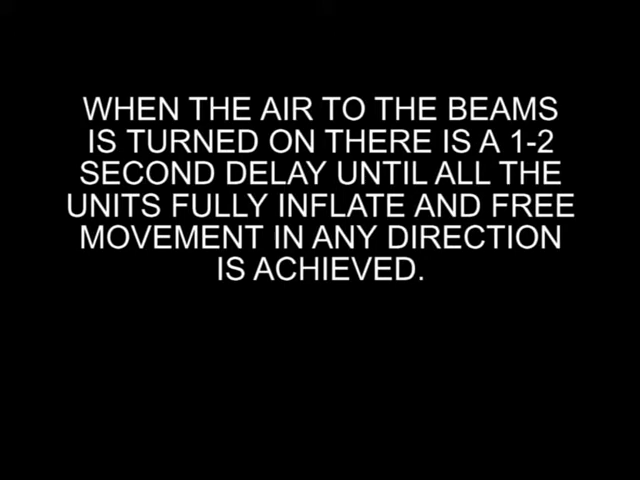 WHEN THE AIR TO THE BEAMS
IS TURNED ON THERE IS A 1-2
SECOND DELAY UNTIL ALL THE
UNITS FULLY INFLATE AND FREE
MOVEMENT IN ANY DIRECTION
IS ACHIEVED.